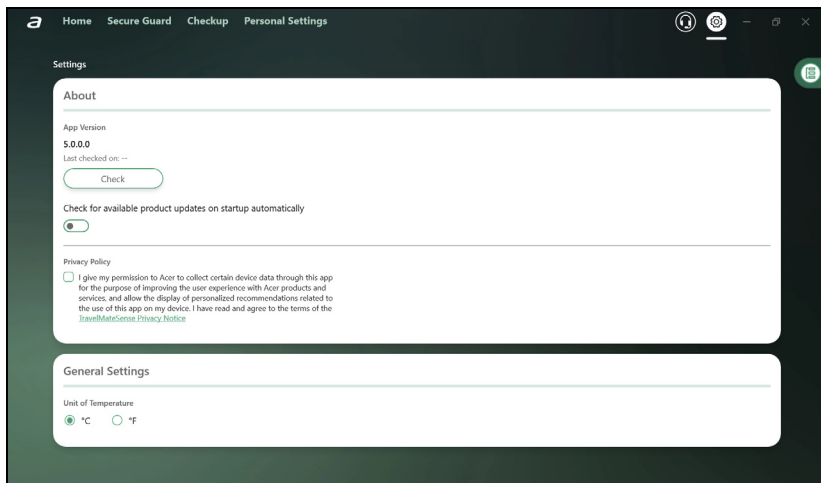 a Home Secure Guard Checkup Personal Settings
Settings
About
App Version
5.0.0.0
Last checked on: --
Check
Check for available product updates on startup automatically
Privacy Policy
I give my permission to Acer to collect certain device data through this app
for the purpose of improving the user experience with Acer products and
services, and allow the display of personalized recommendations related to
the use of this app on my device. I have read and agree to the terms of the
TravelMateSense Privacy Notice
General Settings
Unit of Temperature
°C °F